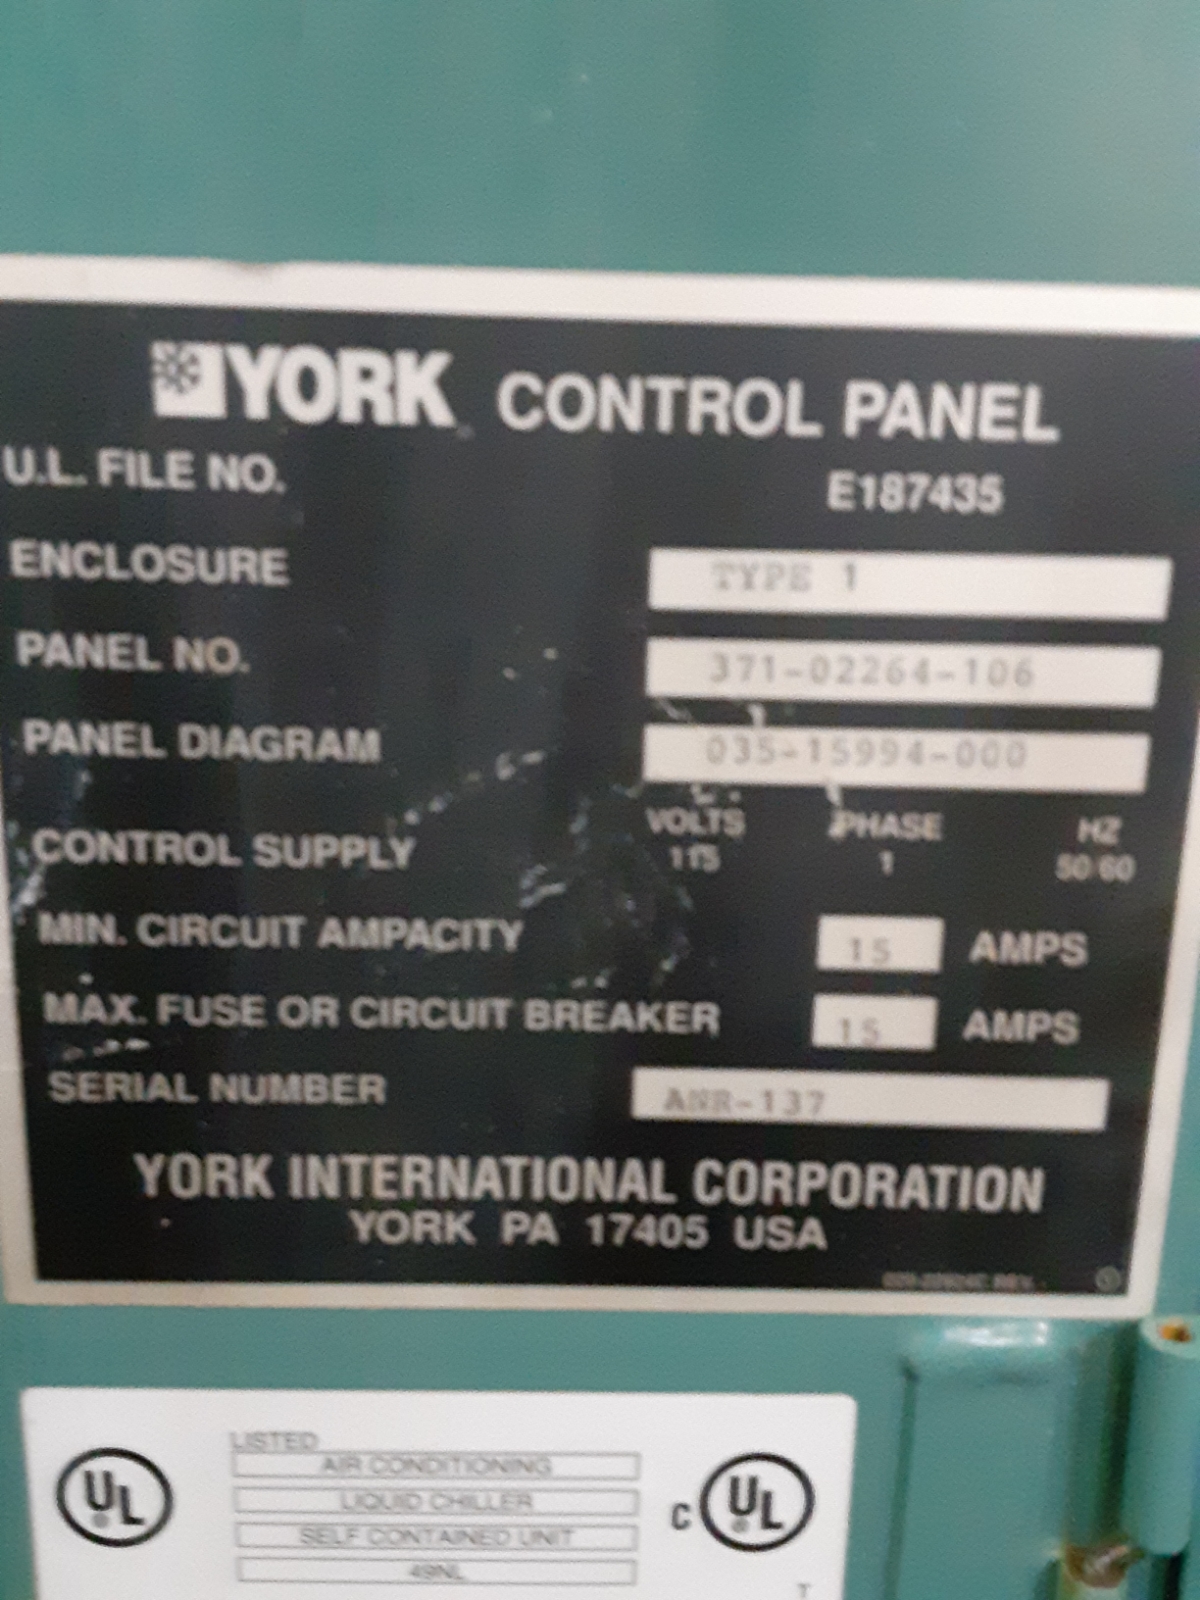 YORK CONTROL PANEL
U.L. FILE NO. E187435
ENCLOSURE TYPE 1
PANEL NO. 371-02264-106
PANEL DIAGRAM 035-15994-000
VOLTS PHASE HZ
CONTROL SUPPLY 115 1 50/60
MIN. CIRCUIT AMPACITY 15 AMPS
MAX. FUSE OR CIRCUIT BREAKER 15 AMPS
SERIAL NUMBER ANR-137
YORK INTERNATIONAL CORPORATION
YORK PA 17405 USA
REV.
LISTED
AIR CONDITIONING
UL LIQUID CHILLER C UL
SELF CONTAINED UNIT
49NL
T